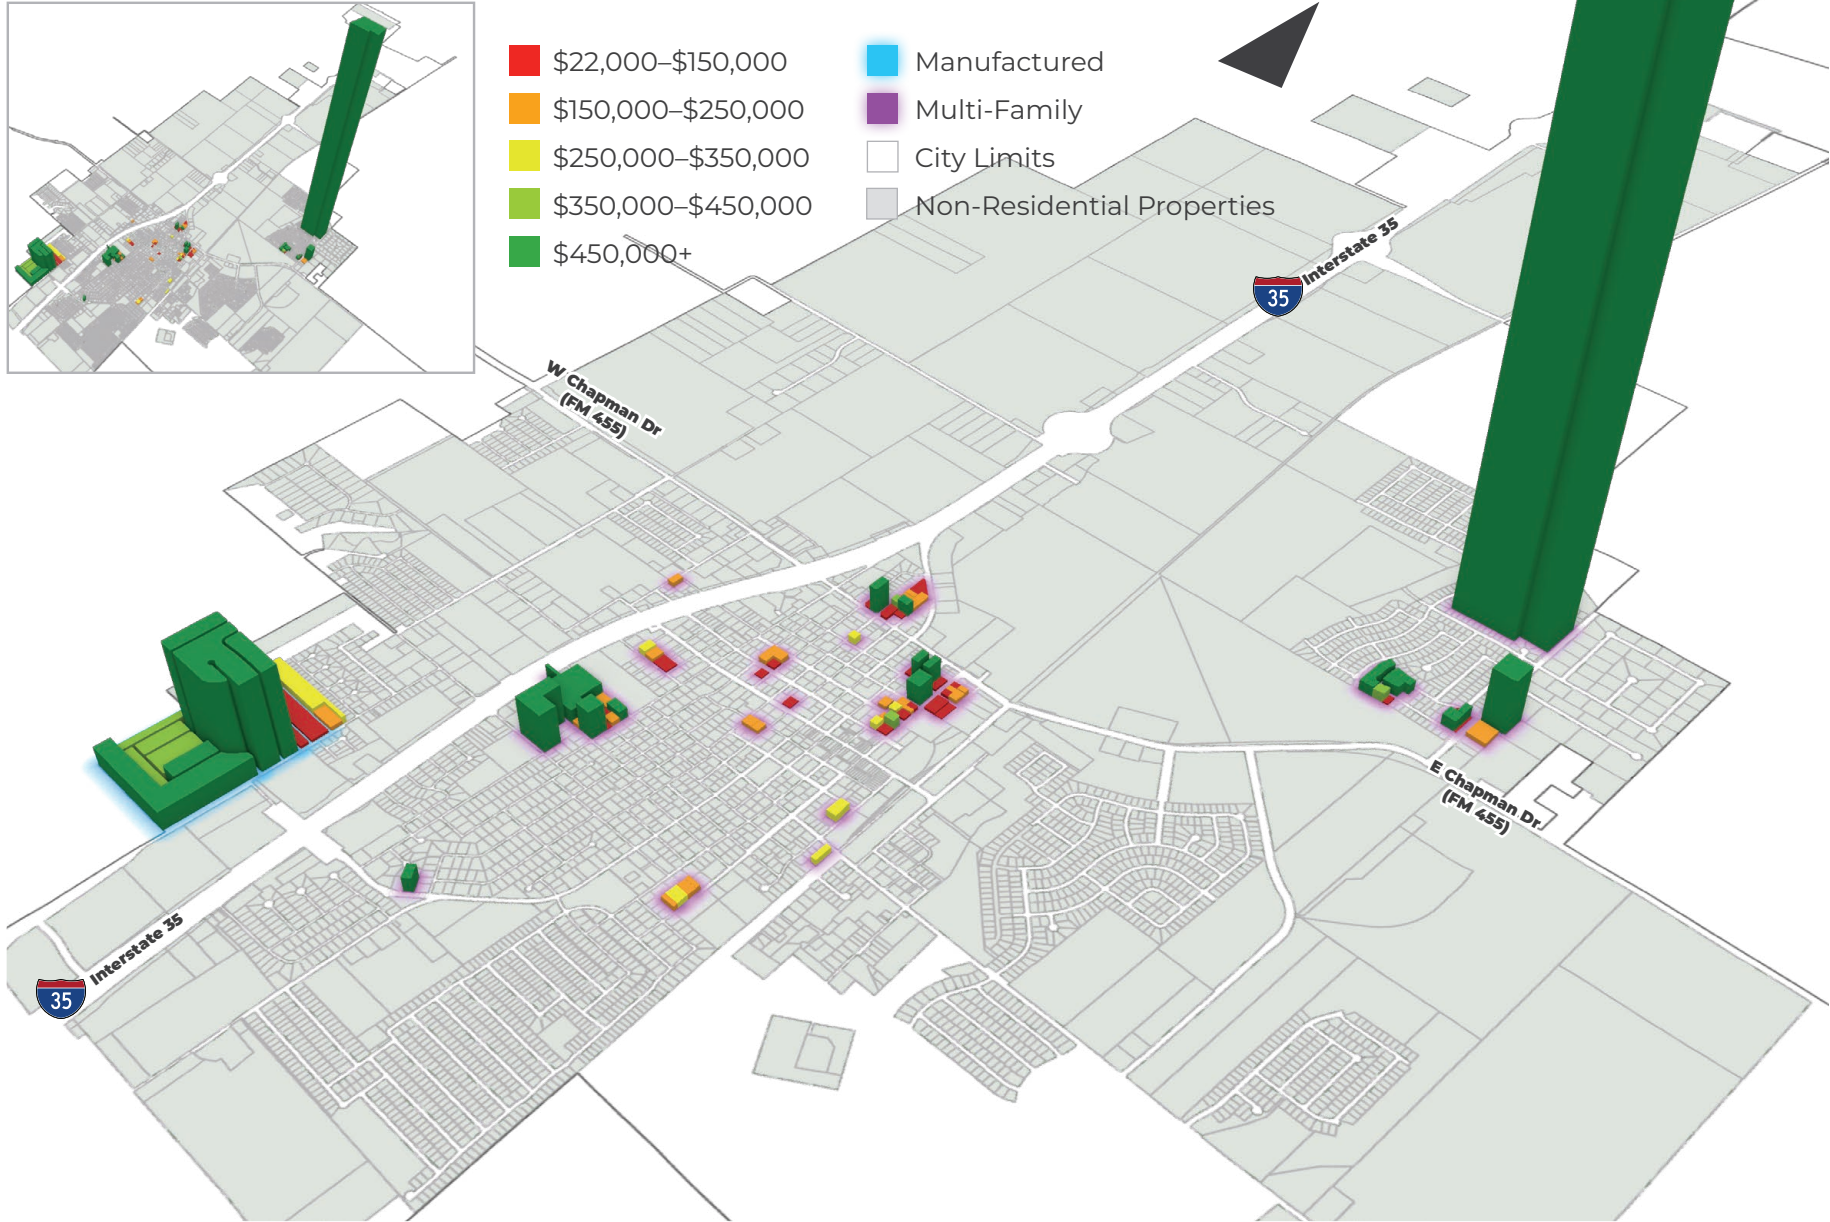 $22,000–$150,000
$150,000–$250,000
$250,000–$350,000
$350,000–$450,000
$450,000+
Manufactured
Multi-Family
City Limits
Non-Residential Properties
35
Interstate 35
W Chapman Dr
(FM 455)
E Chapman Dr
(FM 455)
Interstate 35
35